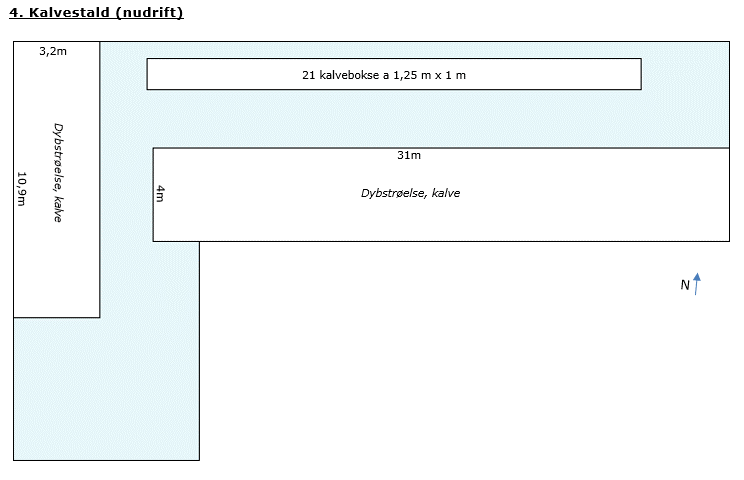 4. Kalvestald (nudrift)
3,2m
21 kalvebokse a 1,25 m x 1 m
Dybstrøelse, kalve
10,9m
31m
4m
Dybstrøelse, kalve
N